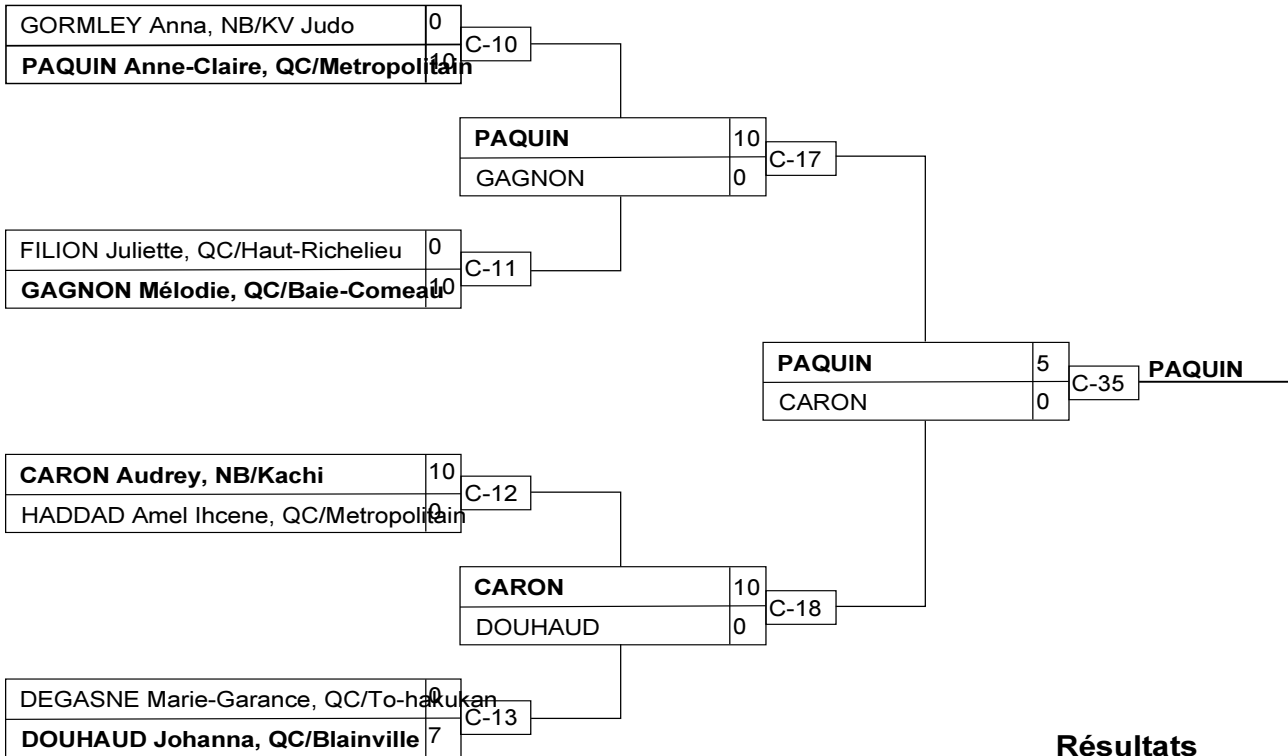 GORMLEY Anna, NB/KV Judo 0
PAQUIN Anne-Claire, QC/Metropolitain 10
C-10
PAQUIN 10
GAGNON 0
C-17
FILION Juliette, QC/Haut-Richelieu 0
GAGNON Mélodie, QC/Baie-Comeau 10
C-11
PAQUIN 5
CARON 0
C-35
PAQUIN
CARON Audrey, NB/Kachi 10
HADDAD Amel Ihcene, QC/Metropolitain 0
C-12
CARON 10
DOUHAUD 0
C-18
DEGASNE Marie-Garance, QC/To-hakukan 0
DOUHAUD Johanna, QC/Blainville 7
C-13
Résultats